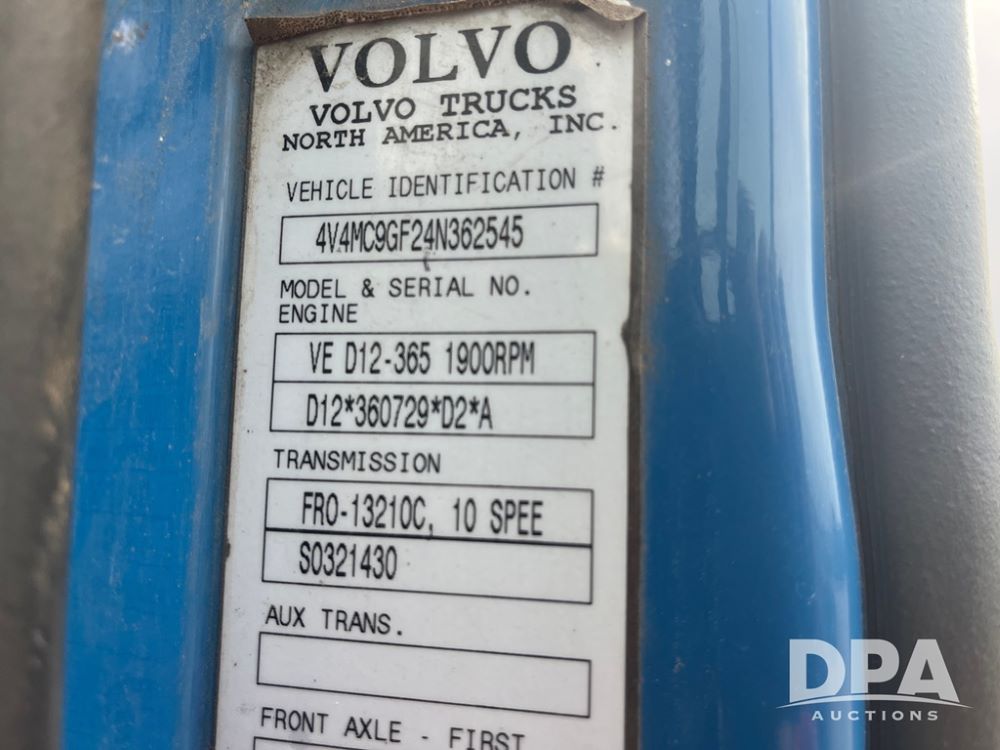 VOLVO
VOLVO TRUCKS
NORTH AMERICA, INC.
VEHICLE IDENTIFICATION #
4V4MC9GF24N362545
MODEL & SERIAL NO.
ENGINE
VE D12-365 1900RPM
D12*360729*D2*A
TRANSMISSION
FRO-13210C, 10 SPEE
S0321430
AUX TRANS.
FRONT AXLE - FIRST
DPA
AUCTIONS